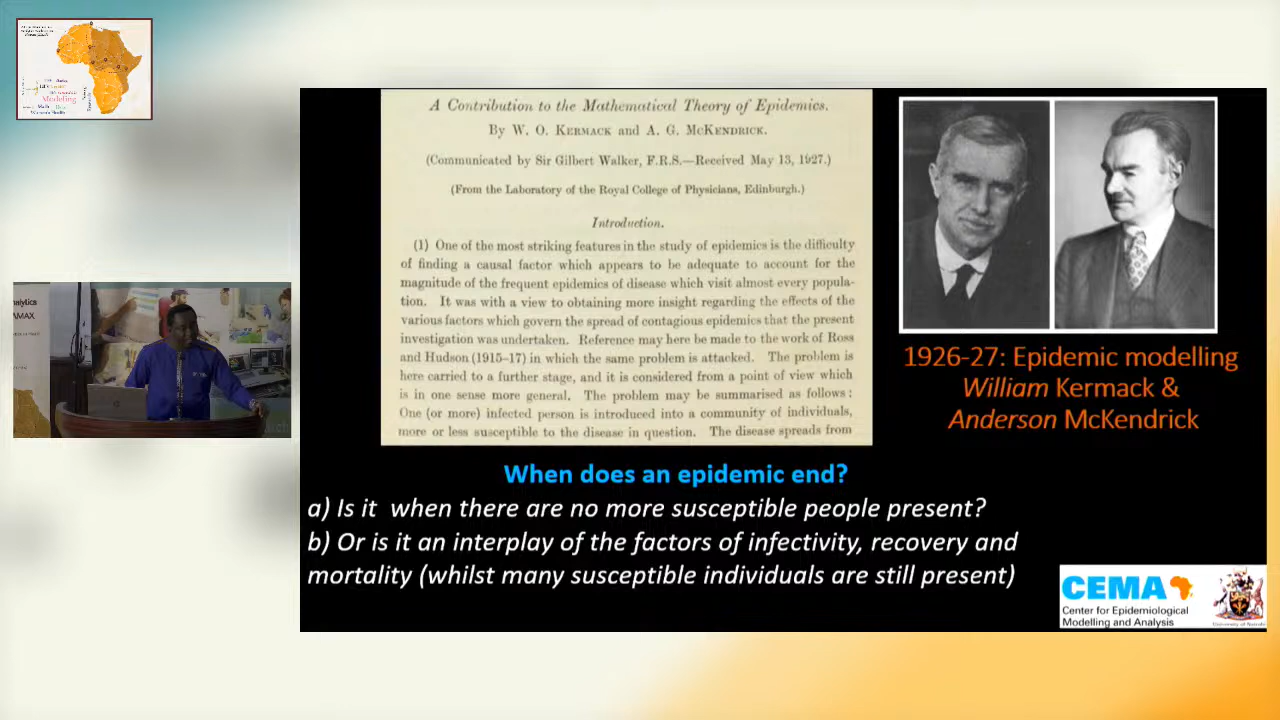 Modelling
Women's Health
nalytica
AMAX
A Contribution to the Mathematical Theory of Epidemics.
By W. O. KERMACK and A. G. McKENDRICK.
(Communicated by Sir Gilbert Walker, F.R.S.—Received May 13, 1927.)
(From the Laboratory of the Royal College of Physicians, Edinburgh.)
Introduction.
(1) One of the most striking features in the study of epidemics is the difficulty
of finding a causal factor which appears to be adequate to account for the
magnitude of the frequent epidemics of disease which visit almost every popula-
tion. It was with a view to obtaining more insight regarding the effects of the
various factors which govern the spread of contagious epidemics that the present
investigation was undertaken. Reference may here be made to the work of Ross
and Hudson (1915–17) in which the same problem is attacked. The problem is
here carried to a further stage, and it is considered from a point of view which
is in one sense more general. The problem may be summarised as follows:
One (or more) infected person is introduced into a community of individuals,
more or less susceptible to the disease in question. The disease spreads from
1926-27: Epidemic modelling
William Kermack &
Anderson McKendrick
When does an epidemic end?
a) Is it when there are no more susceptible people present?
b) Or is it an interplay of the factors of infectivity, recovery and
mortality (whilst many susceptible individuals are still present)
CEMA
Center for Epidemiological
Modelling and Analysis
University of Nairobi